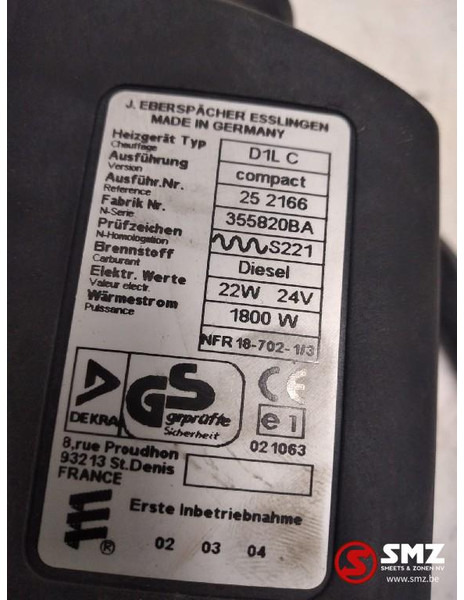 J. EBERSPÄCHER ESSLINGEN
MADE IN GERMANY
Heizgerät Typ D1L C
Chauffage
Ausführung compact
Version
Ausführ.Nr. 25 2166
Reference
Fabrik Nr. 355820BA
N-Serie
Prüfzeichen S221
N-Homologation
Brennstoff Diesel
Carburant
Elektr. Werte 22W 24V
Valeur electr.
Wärmestrom 1800 W
Puissance
NFR 18-702-1/3
DEKRA
GS
geprüfte
Sicherheit
CE
e1
021063
8,rue Proudhon
93213 St.Denis
FRANCE
Erste Inbetriebnahme
®
02 03 04
SMZ
SHEETS & ZONEN NV
www.smz.be